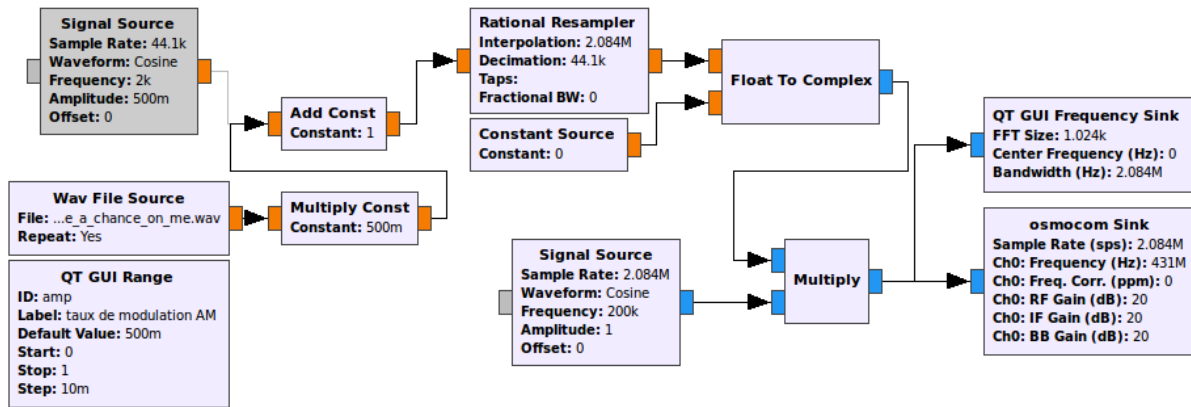 Signal Source
Sample Rate: 44.1k
Waveform: Cosine
Frequency: 2k
Amplitude: 500m
Offset: 0
Rational Resampler
Interpolation: 2.084M
Decimation: 44.1k
Taps:
Fractional BW: 0
Float To Complex
Add Const
Constant: 1
Constant Source
Constant: 0
QT GUI Frequency Sink
FFT Size: 1.024k
Center Frequency (Hz): 0
Bandwidth (Hz): 2.084M
Wav File Source
File: ...e_a_chance_on_me.wav
Repeat: Yes
Multiply Const
Constant: 500m
Signal Source
Sample Rate: 2.084M
Waveform: Cosine
Frequency: 200k
Amplitude: 1
Offset: 0
Multiply
osmocom Sink
Sample Rate (sps): 2.084M
Ch0: Frequency (Hz): 431M
Ch0: Freq. Corr. (ppm): 0
Ch0: RF Gain (dB): 20
Ch0: IF Gain (dB): 20
Ch0: BB Gain (dB): 20
QT GUI Range
ID: amp
Label: taux de modulation AM
Default Value: 500m
Start: 0
Stop: 1
Step: 10m